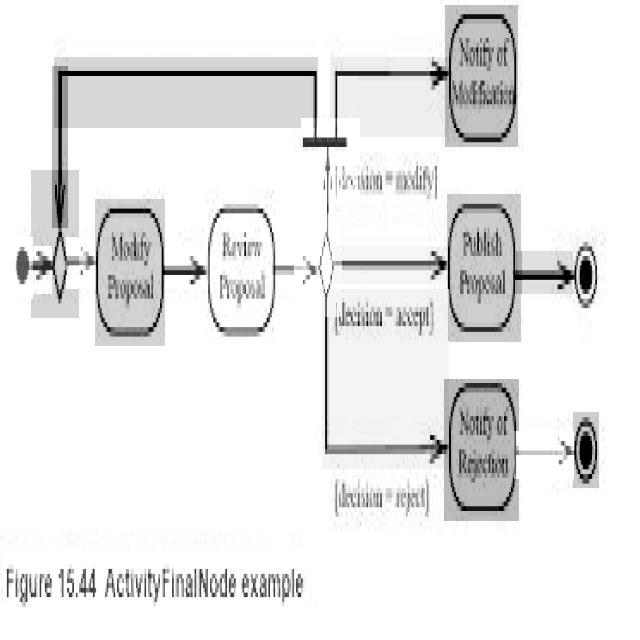 Notify of
Modification
[decision = modify]
Modify
Proposal
Review
Proposal
Publish
Proposal
[decision = accept]
Notify of
Rejection
[decision = reject]
Figure 15.44 ActivityFinalNode example